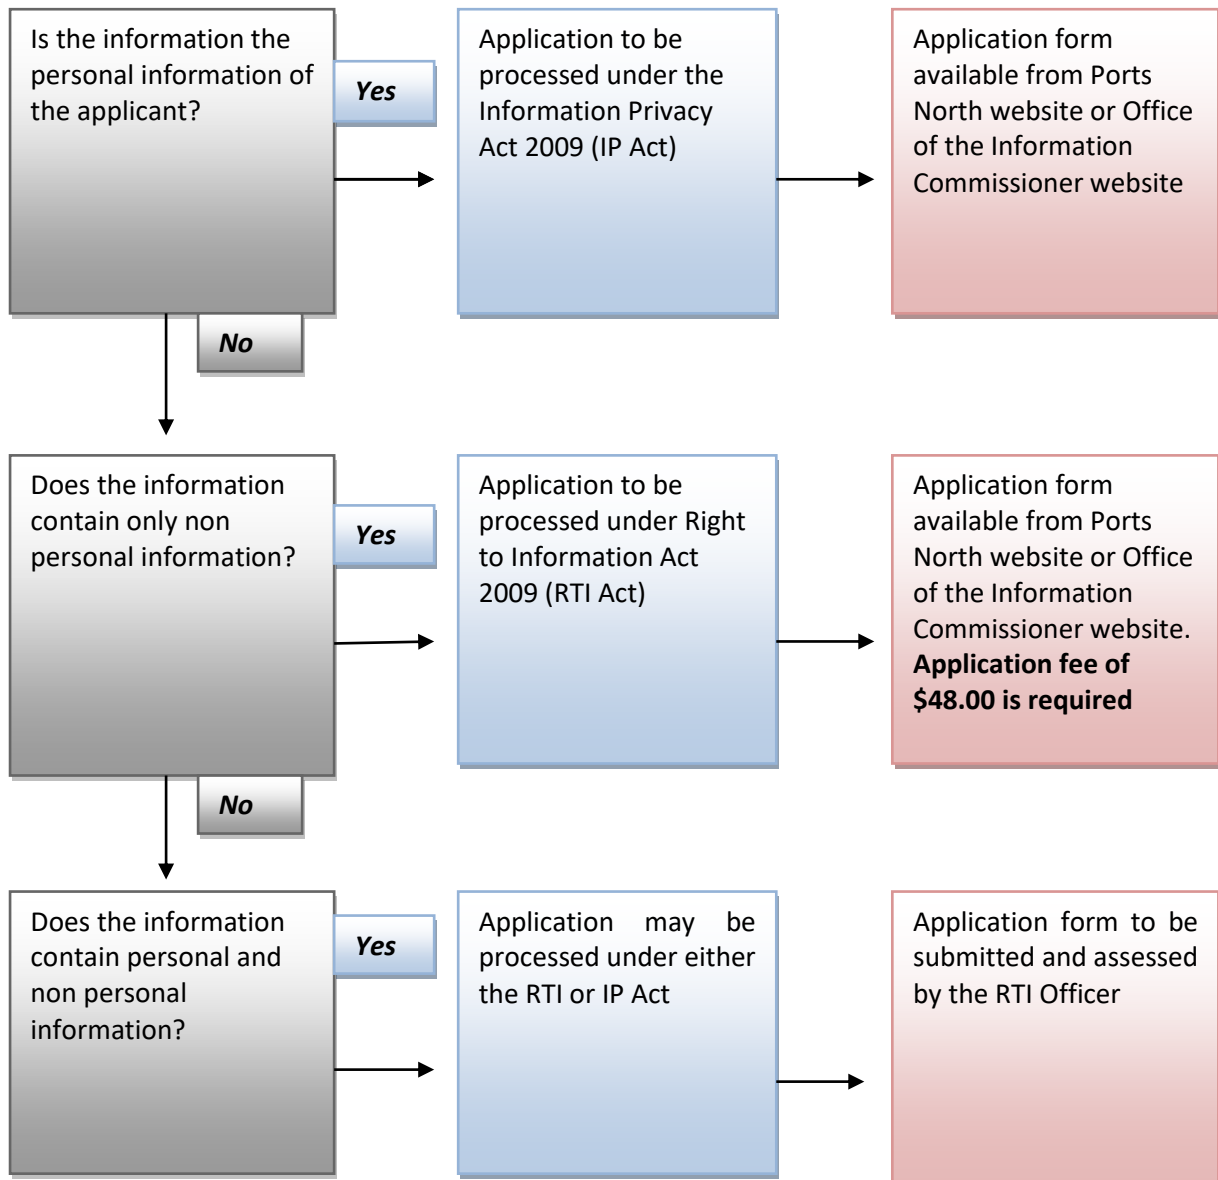 Is the information the
personal information of
the applicant?
Yes
Application to be
processed under the
Information Privacy
Act 2009 (IP Act)
Application form
available from Ports
North website or Office
of the Information
Commissioner website
No
Does the information
contain only non
personal information?
Yes
Application to be
processed under Right
to Information Act
2009 (RTI Act)
Application form
available from Ports
North website or Office
of the Information
Commissioner website.
Application fee of
$48.00 is required
No
Does the information
contain personal and
non personal
information?
Yes
Application may be
processed under either
the RTI or IP Act
Application form to be
submitted and assessed
by the RTI Officer